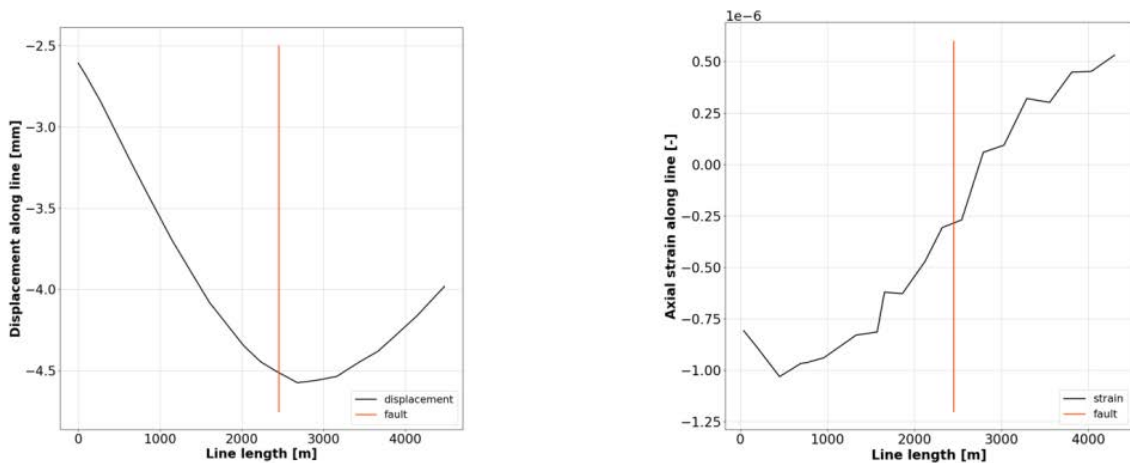 −2.5
−3.0
−3.5
−4.0
−4.5
Displacement along line [mm]
0 1000 2000 3000 4000
Line length [m]
displacement
fault
1e−6
0.50
0.25
0.00
−0.25
−0.50
−0.75
−1.00
−1.25
Axial strain along line [-]
0 1000 2000 3000 4000
Line length [m]
strain
fault